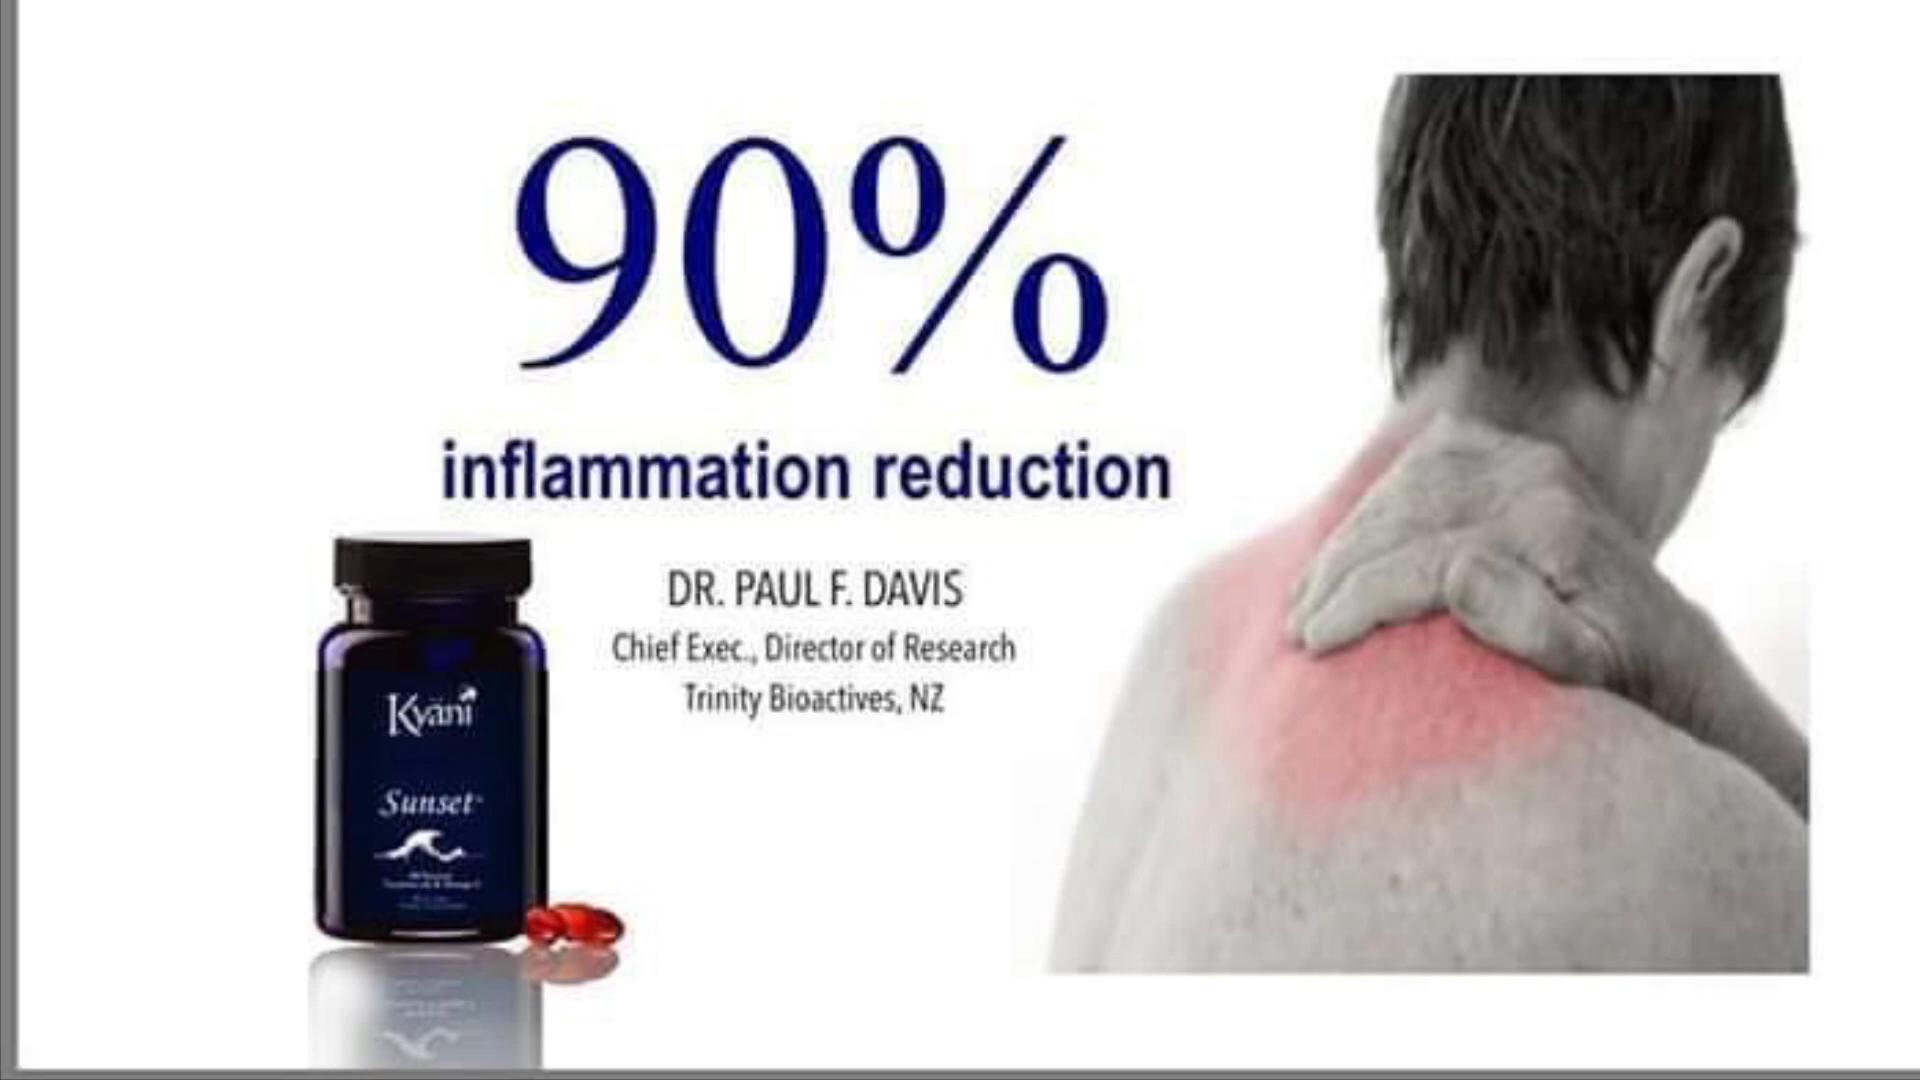 90%
inflammation reduction
DR. PAUL F. DAVIS
Chief Exec., Director of Research
Trinity Bioactives, NZ
Kyäni
Sunset